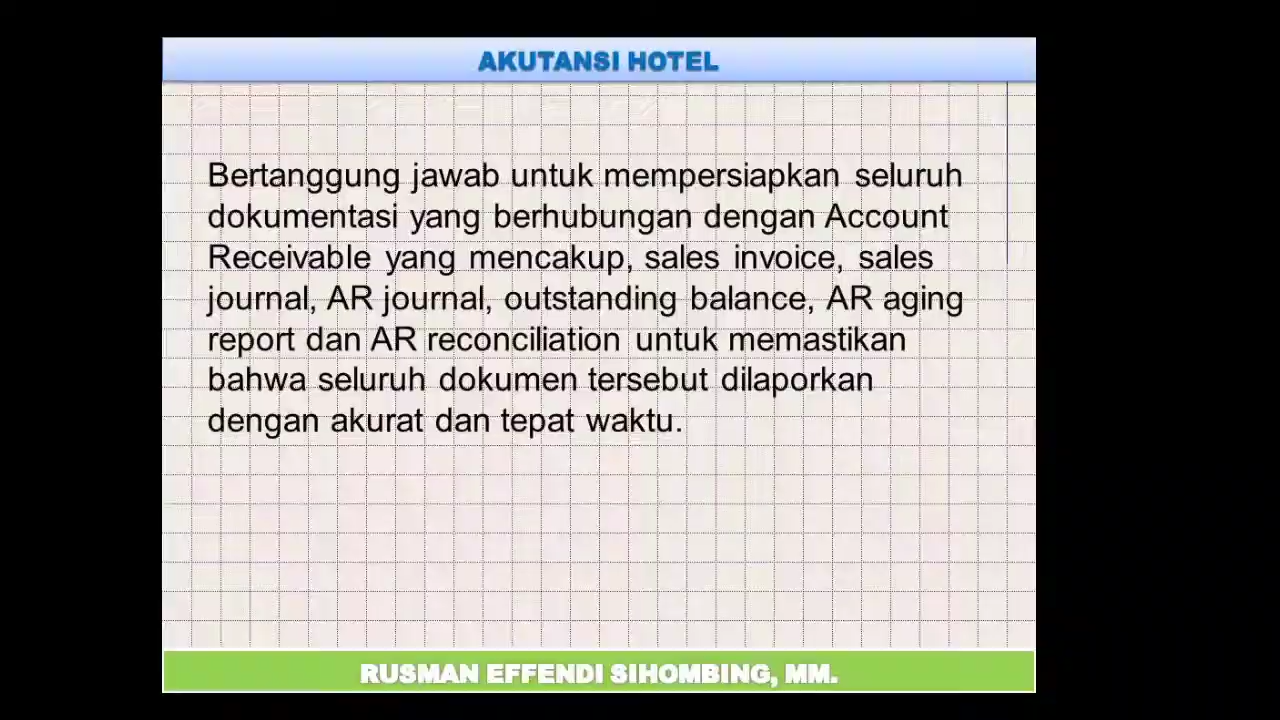 AKUTANSI HOTEL
Bertanggung jawab untuk mempersiapkan seluruh
dokumentasi yang berhubungan dengan Account
Receivable yang mencakup, sales invoice, sales
journal, AR journal, outstanding balance, AR aging
report dan AR reconciliation untuk memastikan
bahwa seluruh dokumen tersebut dilaporkan
dengan akurat dan tepat waktu.
RUSMAN EFFENDI SIHOMBING, MM.